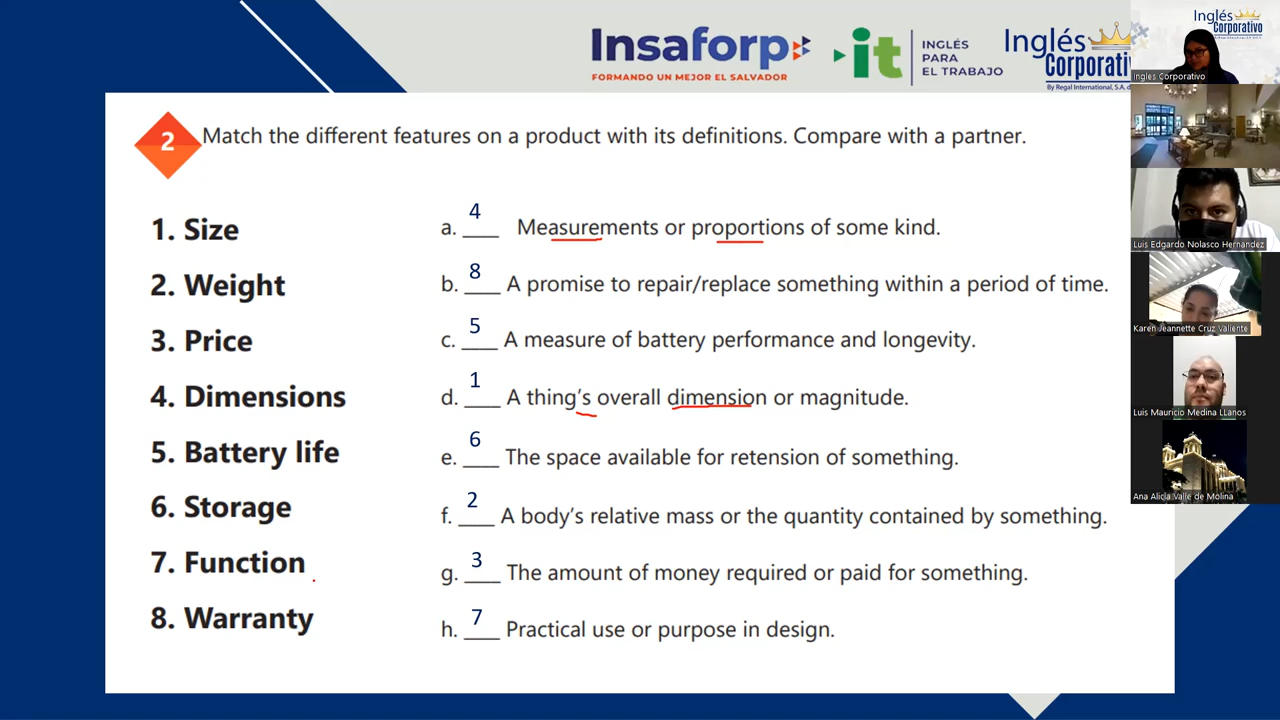 Insaforp
FORMANDO UN MEJOR EL SALVADOR
it
INGLÉS
PARA
EL TRABAJO
Inglés
Corporativ
By Regal International, S.A. d
Inglés
Corporativo
Ingles Corporativo
2
Match the different features on a product with its definitions. Compare with a partner.
1. Size
a. 4 Measurements or proportions of some kind.
2. Weight
b. 8 A promise to repair/replace something within a period of time.
3. Price
c. 5 A measure of battery performance and longevity.
4. Dimensions
d. 1 A thing's overall dimension or magnitude.
5. Battery life
e. 6 The space available for retention of something.
6. Storage
f. 2 A body's relative mass or the quantity contained by something.
7. Function
g. 3 The amount of money required or paid for something.
8. Warranty
h. 7 Practical use or purpose in design.
Luis Edgardo Nolasco Hernandez
Karen Jeannette Cruz Valiente
Luis Mauricio Medina LLanos
Ana Alicia Valle de Molina